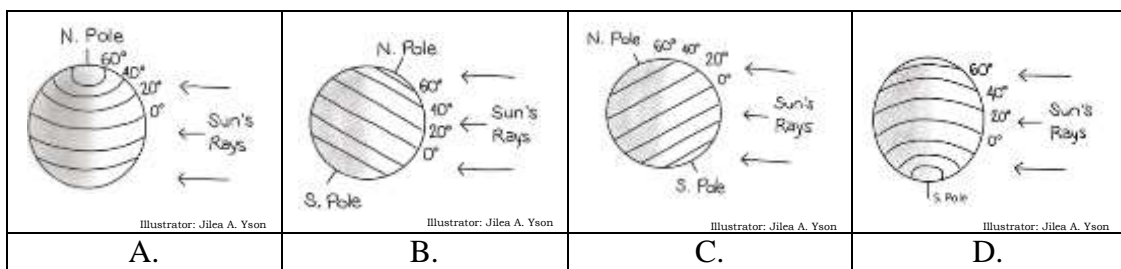 N. Pole
60°
40°
20°
0°
Sun's
Rays
Illustrator: Jilea A. Yson
N. Pole
60°
40°
20°
0°
Sun's
Rays
S. Pole
Illustrator: Jilea A. Yson
N. Pole
60°
40°
20°
0°
Sun's
Rays
S. Pole
Illustrator: Jilea A. Yson
60°
40°
20°
0°
Sun's
Rays
S. Pole
Illustrator: Jilea A. Yson
A.
B.
C.
D.